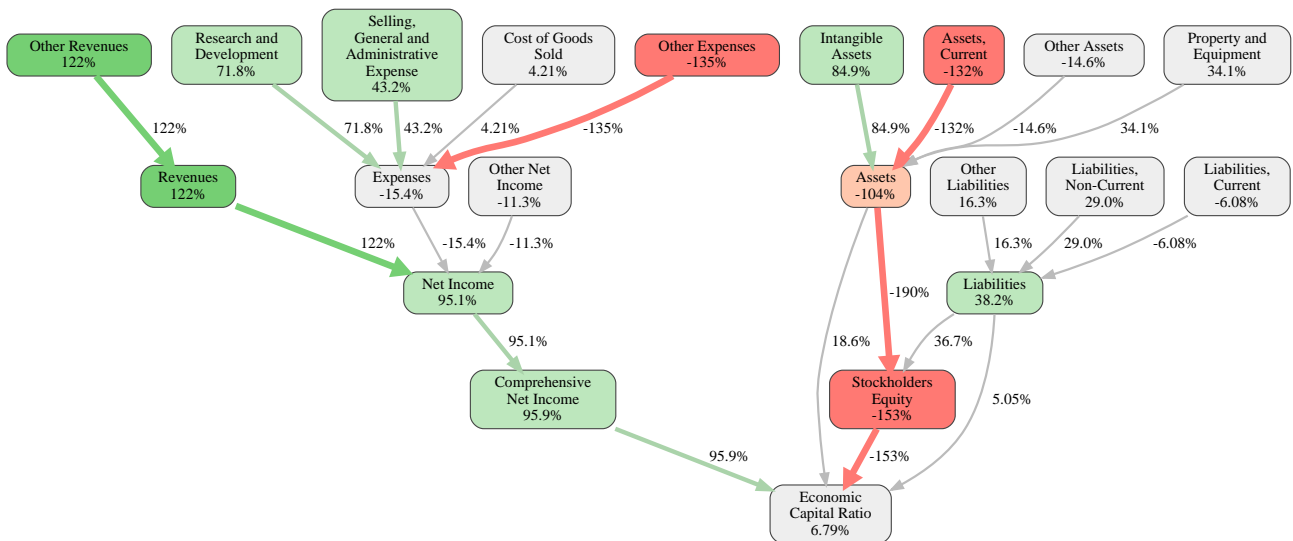 Other Revenues
122%
Research and
Development
71.8%
Selling,
General and
Administrative
Expense
43.2%
Cost of Goods
Sold
4.21%
Other Expenses
-135%
Intangible
Assets
84.9%
Assets,
Current
-132%
Other Assets
-14.6%
Property and
Equipment
34.1%
122%
71.8%
43.2%
4.21%
-135%
84.9%
-132%
-14.6%
34.1%
Revenues
122%
Expenses
-15.4%
Other Net
Income
-11.3%
Assets
-104%
Other
Liabilities
16.3%
Liabilities,
Non-Current
29.0%
Liabilities,
Current
-6.08%
122%
-15.4%
-11.3%
16.3%
29.0%
-6.08%
Net Income
95.1%
-190%
Liabilities
38.2%
95.1%
18.6%
36.7%
Comprehensive
Net Income
95.9%
Stockholders
Equity
-153%
5.05%
95.9%
-153%
Economic
Capital Ratio
6.79%